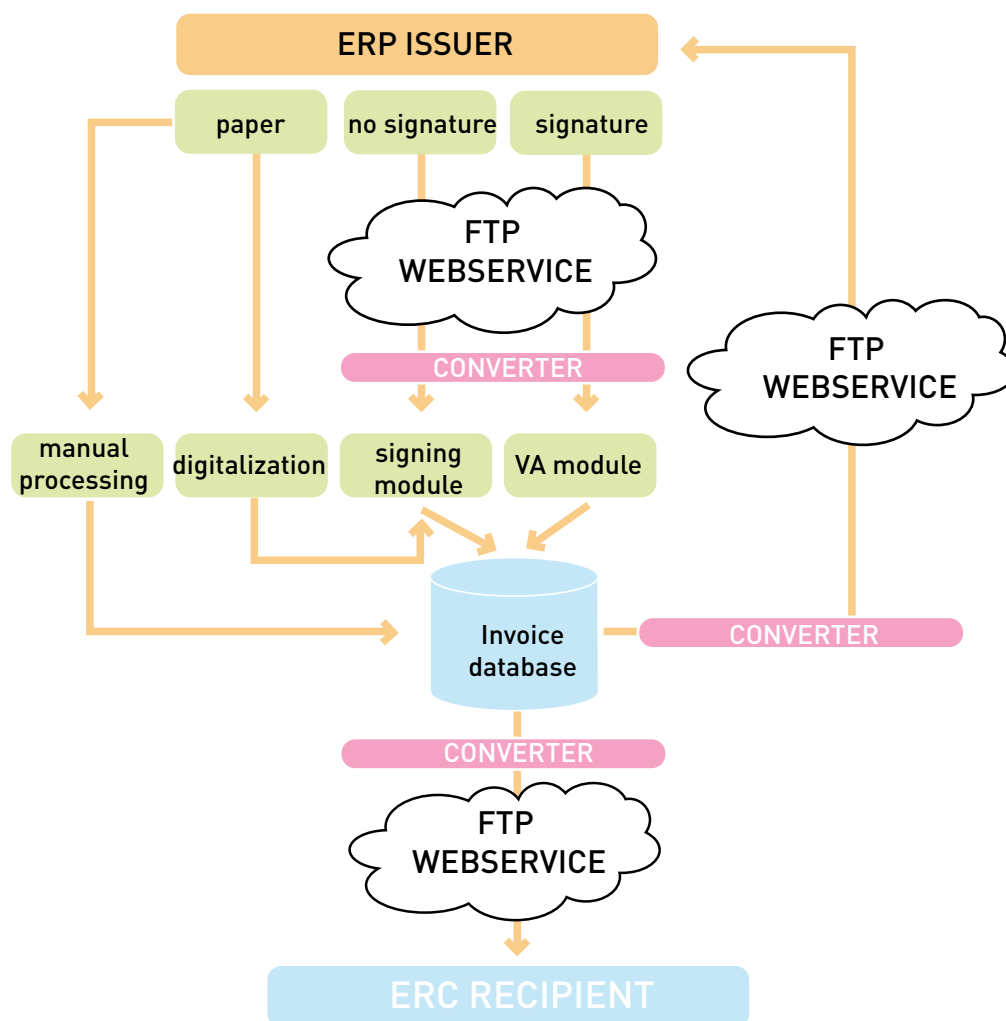 ERP ISSUER
paper
no signature
signature
FTP
WEBSERVICE
CONVERTER
FTP
WEBSERVICE
manual
processing
digitalization
signing
module
VA module
Invoice
database
CONVERTER
CONVERTER
FTP
WEBSERVICE
ERC RECIPIENT